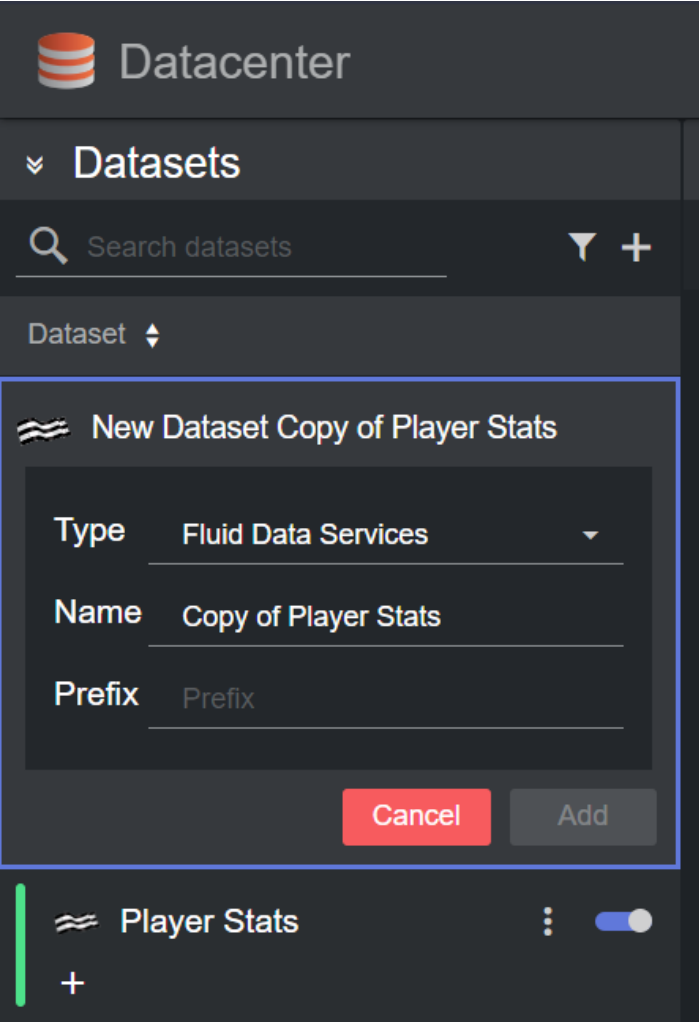 Datacenter
Datasets
Search datasets
Dataset
New Dataset Copy of Player Stats
Type Fluid Data Services
Name Copy of Player Stats
Prefix Prefix
Cancel Add
Player Stats